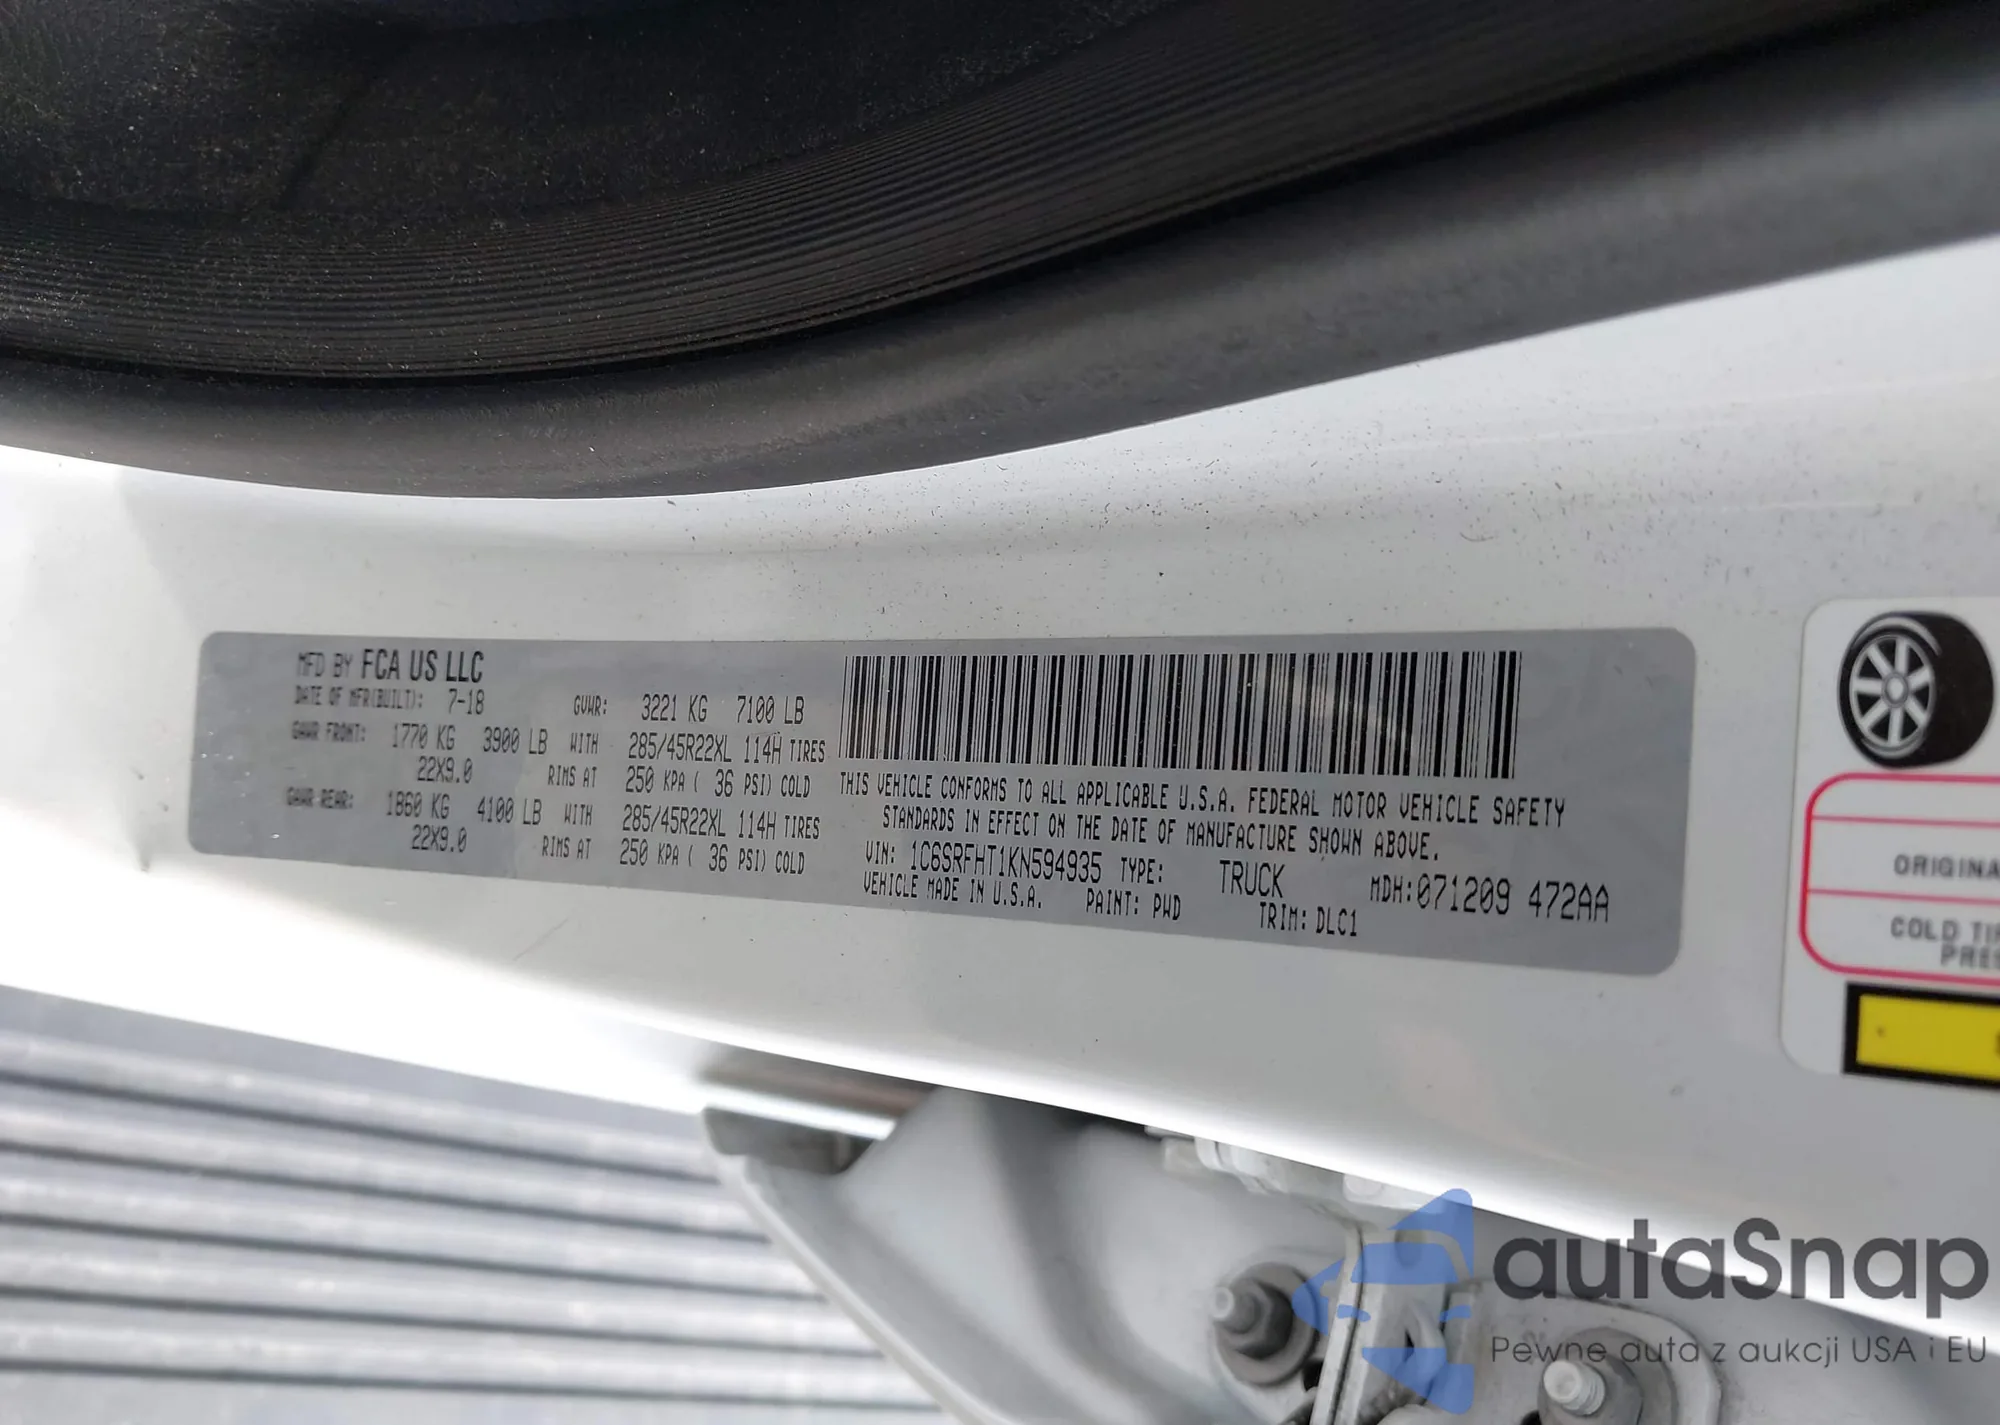 MFD BY FCA US LLC
DATE OF MFR(BUILT): 7-18 GVWR: 3221 KG 7100 LB
GAWR FRONT: 1770 KG 3900 LB WITH 285/45R22XL 114H TIRES
22X9.0 RIMS AT 250 KPA ( 36 PSI) COLD
GAWR REAR: 1860 KG 4100 LB WITH 285/45R22XL 114H TIRES
22X9.0 RIMS AT 250 KPA ( 36 PSI) COLD
THIS VEHICLE CONFORMS TO ALL APPLICABLE U.S.A. FEDERAL MOTOR VEHICLE SAFETY
STANDARDS IN EFFECT ON THE DATE OF MANUFACTURE SHOWN ABOVE.
VIN: 1C6SRFHT1KN594935 TYPE: TRUCK MDH:071209 472AA
VEHICLE MADE IN U.S.A. PAINT: PWD TRIM: DLC1
COLD
autaSnap
Pewne auta z aukcji USA i EU